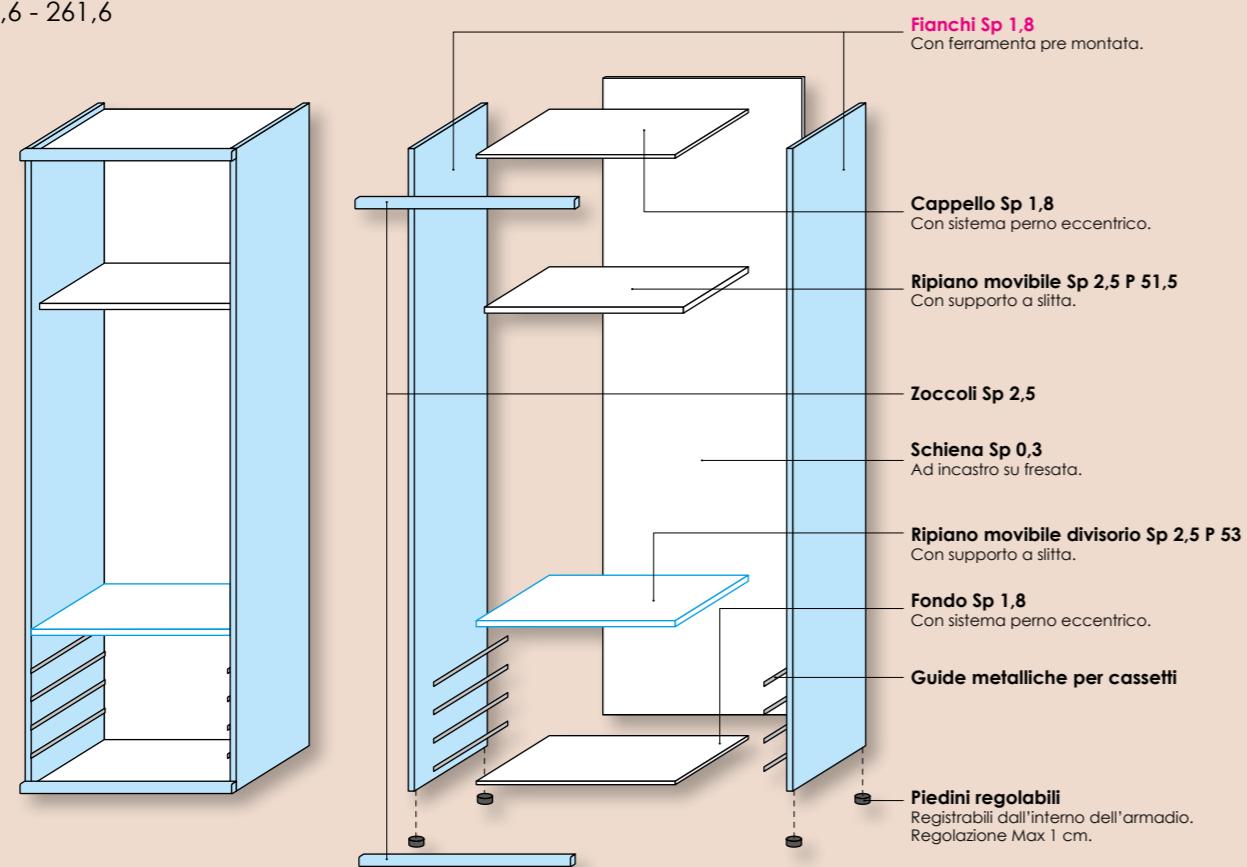 ,6 - 261,6
Fianchi Sp 1,8
Con ferramenta pre montata.
Cappello Sp 1,8
Con sistema perno eccentrico.
Ripiano movibile Sp 2,5 P 51,5
Con supporto a slitta.
Zoccoli Sp 2,5
Schiena Sp 0,3
Ad incastro su fresata.
Ripiano movibile divisorio Sp 2,5 P 53
Con supporto a slitta.
Fondo Sp 1,8
Con sistema perno eccentrico.
Guide metalliche per cassetti
Piedini regolabili
Registrabili dall'interno dell'armadio.
Regolazione Max 1 cm.